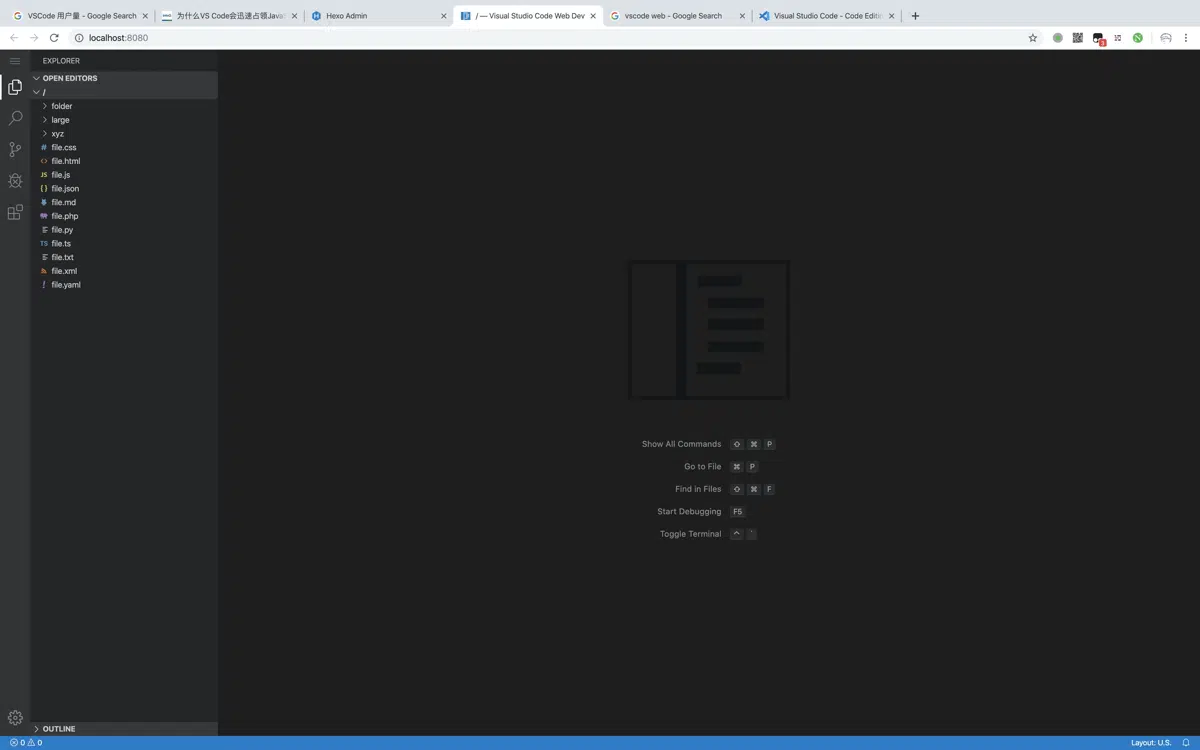 VSCode 用户量 - Google Search
为什么VS Code会迅速占领Java
Hexo Admin
/ — Visual Studio Code Web Dev
vscode web - Google Search
Visual Studio Code - Code Editin
localhost:8080
3
EXPLORER
OPEN EDITORS
/
folder
large
xyz
# file.css
<> file.html
JS file.js
{ } file.json
file.md
file.php
file.py
TS file.ts
file.txt
file.xml
! file.yaml
Show All Commands ⇧ ⌘ P
Go to File ⌘ P
Find in Files ⇧ ⌘ F
Start Debugging F5
Toggle Terminal ^ `
OUTLINE
0 0
Layout: U.S.